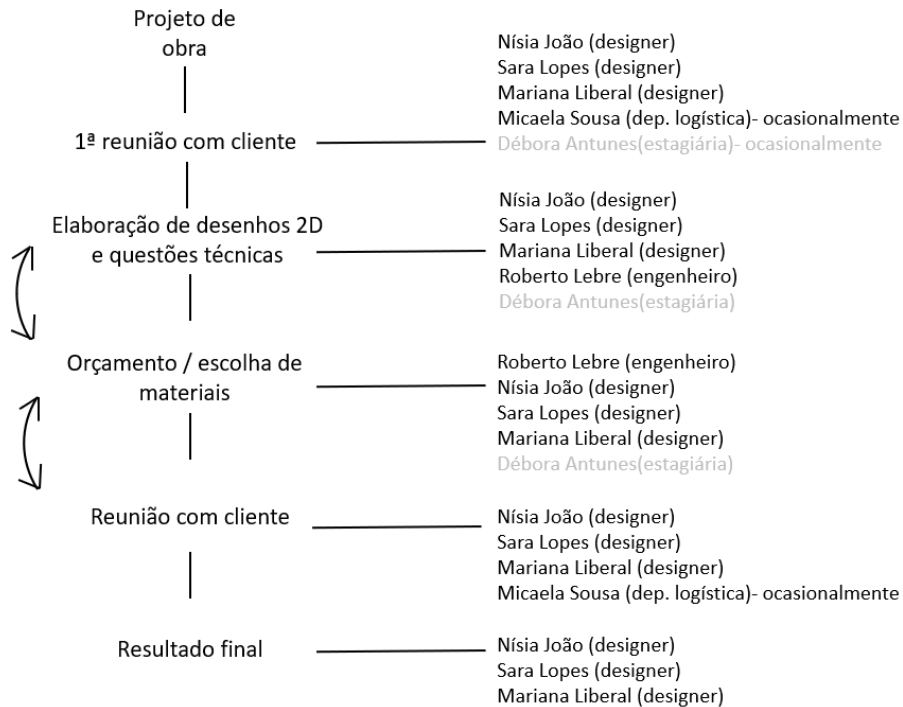 Projeto de
obra
1ª reunião com cliente
Nísia João (designer)
Sara Lopes (designer)
Mariana Liberal (designer)
Micaela Sousa (dep. logística)- ocasionalmente
Débora Antunes(estagiária)- ocasionalmente
Elaboração de desenhos 2D
e questões técnicas
Nísia João (designer)
Sara Lopes (designer)
Mariana Liberal (designer)
Roberto Lebre (engenheiro)
Débora Antunes(estagiária)
Orçamento / escolha de
materiais
Roberto Lebre (engenheiro)
Nísia João (designer)
Sara Lopes (designer)
Mariana Liberal (designer)
Débora Antunes(estagiária)
Reunião com cliente
Nísia João (designer)
Sara Lopes (designer)
Mariana Liberal (designer)
Micaela Sousa (dep. logística)- ocasionalmente
Resultado final
Nísia João (designer)
Sara Lopes (designer)
Mariana Liberal (designer)